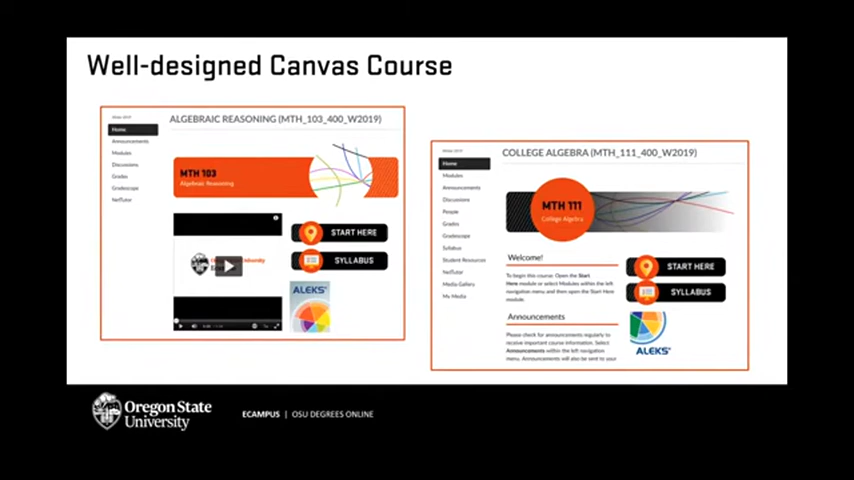 Well-designed Canvas Course
Winter 2019
ALGEBRAIC REASONING (MTH_103_400_W2019)
Home
Announcements
Modules
Discussions
Grades
Gradescope
NetTutor
MTH 103
Algebraic Reasoning
START HERE
SYLLABUS
ALEKS
Winter 2019
COLLEGE ALGEBRA (MTH_111_400_W2019)
Home
Modules
Announcements
Discussions
People
Grades
Gradescope
Syllabus
Student Resources
NetTutor
Media Gallery
My Media
MTH 111
College Algebra
Welcome!
To begin this course: Open the Start
Here module or select Modules within the left
navigation menu and then open the Start Here
module.
START HERE
SYLLABUS
Announcements
Please check for announcements regularly to
receive important course information. Select
Announcements within the left navigation
menu. Announcements will also be sent to your
ALEKS
Oregon State
University
ECAMPUS | OSU DEGREES ONLINE